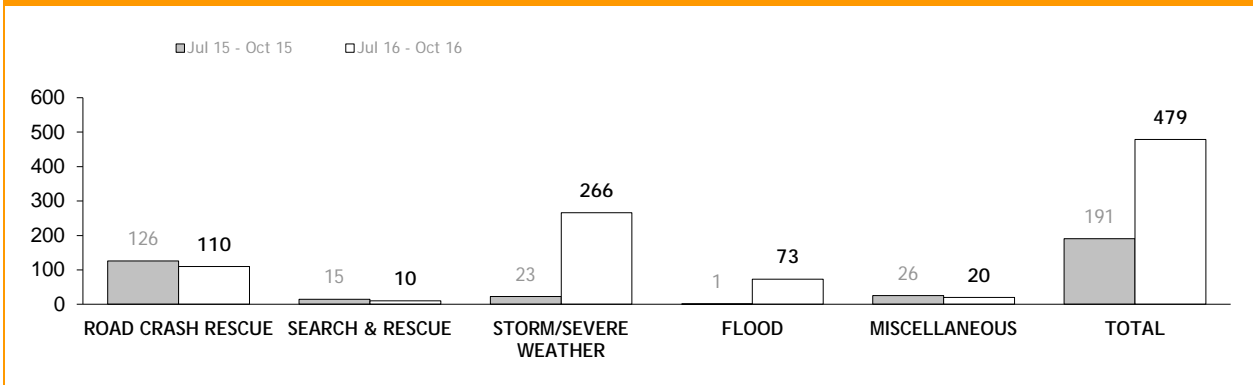 Jul 15 - Oct 15 Jul 16 - Oct 16
600
500
400
300
200
100
0
126 110 15 10 23 266 1 73 26 20 191 479
ROAD CRASH RESCUE SEARCH & RESCUE STORM/SEVERE WEATHER FLOOD MISCELLANEOUS TOTAL